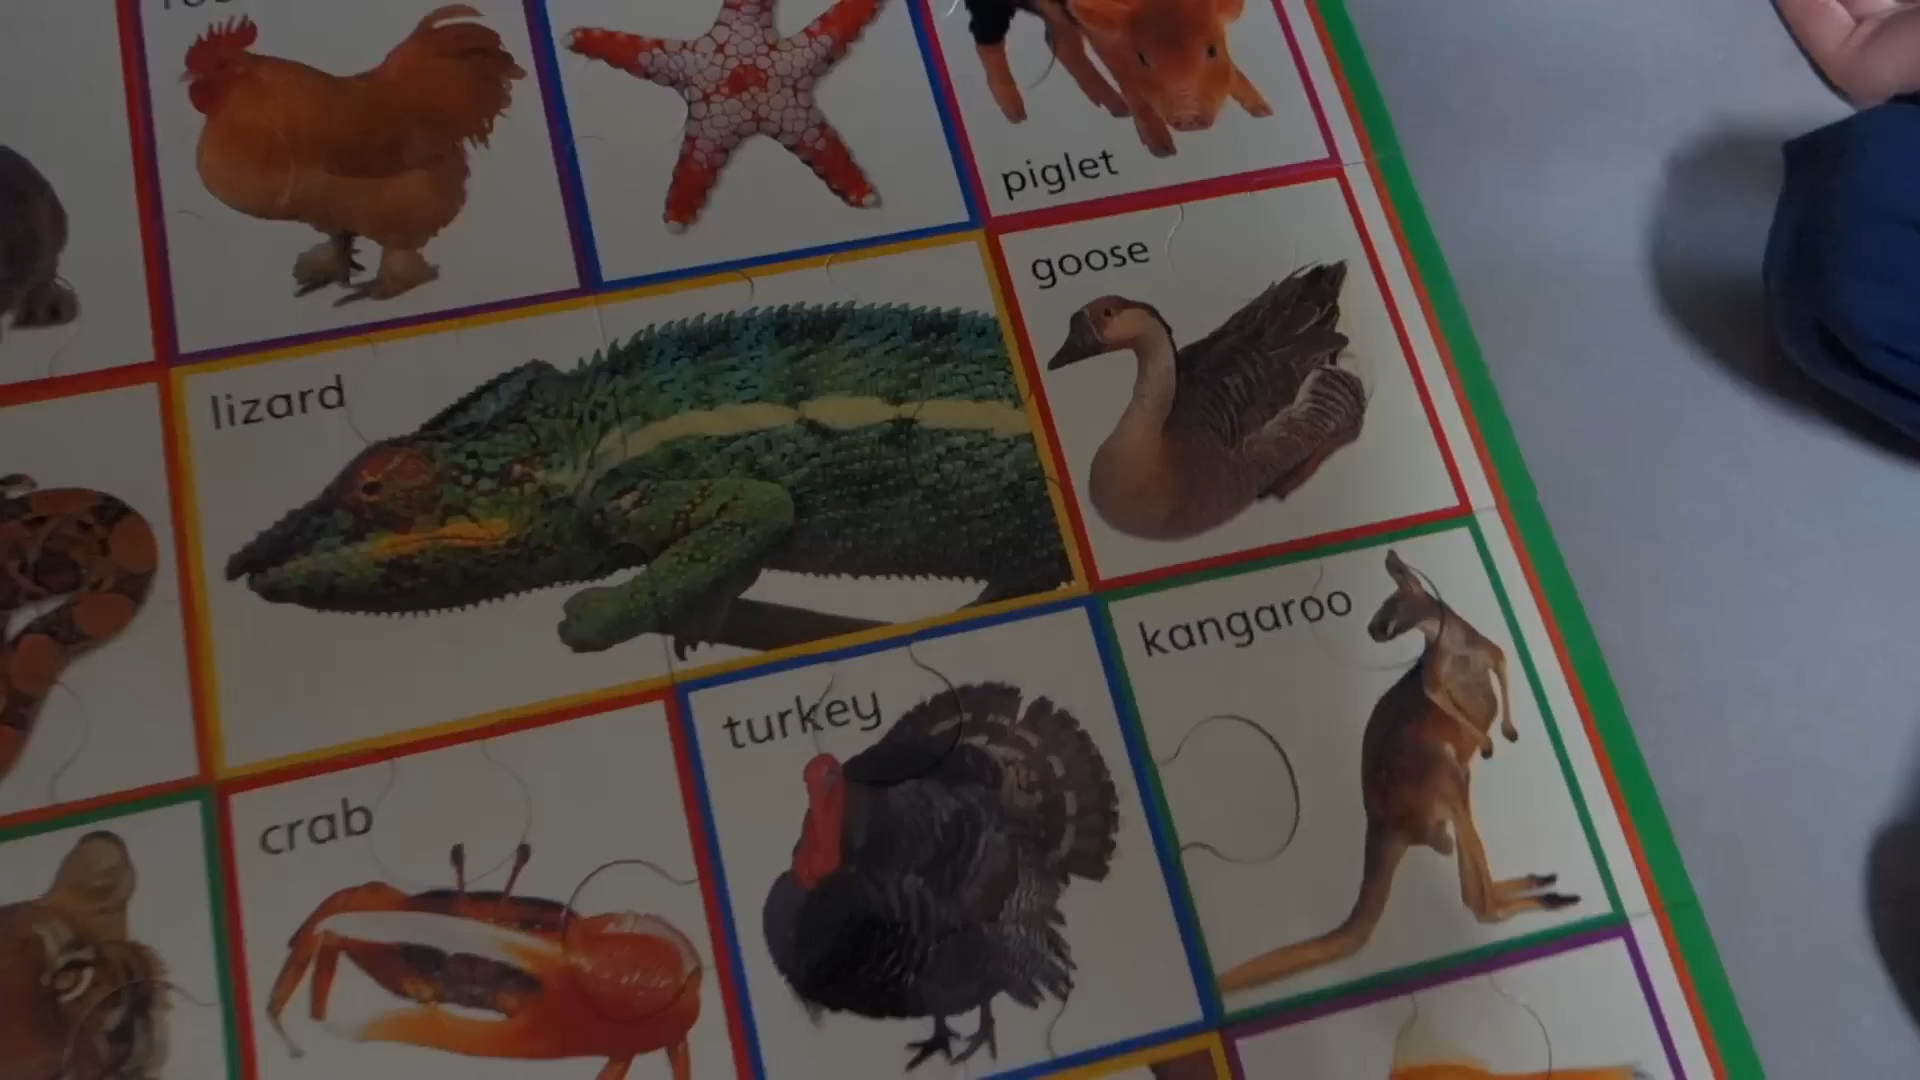 piglet
goose
lizard
kangaroo
turkey
crab